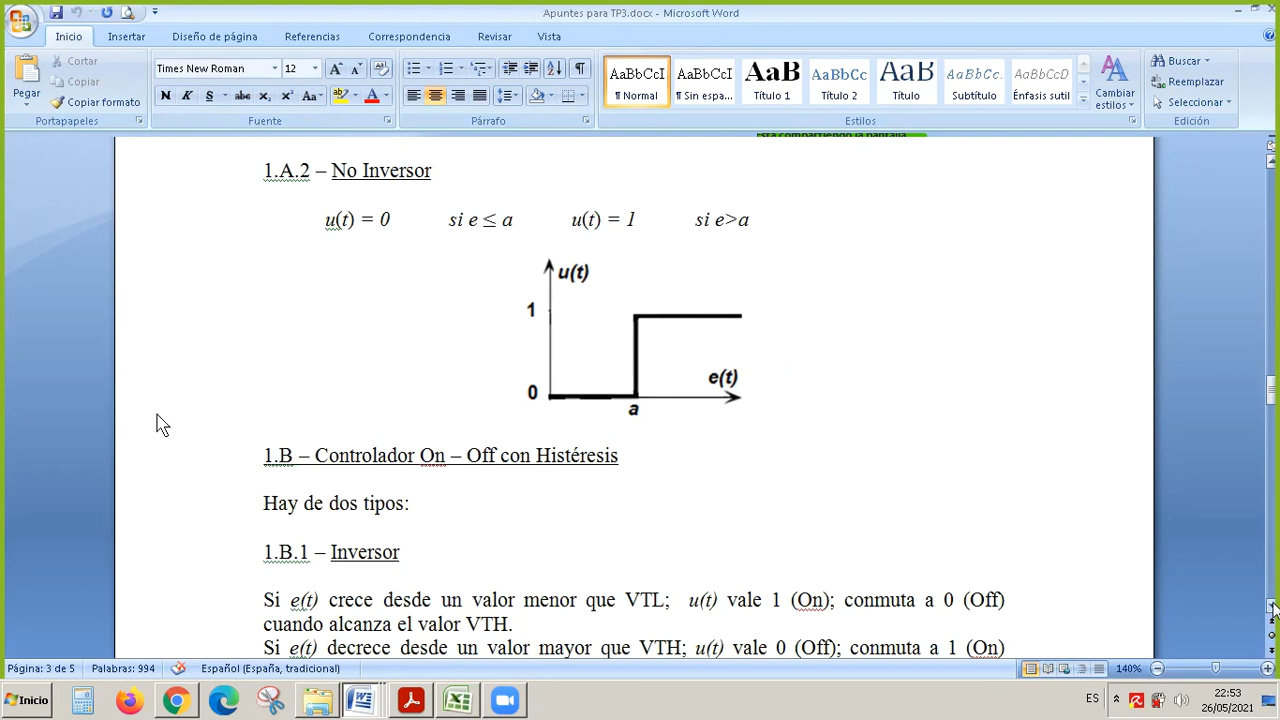 Apuntes para TP3.docx - Microsoft Word
Inicio Insertar Diseño de página Referencias Correspondencia Revisar Vista
Pegar
Cortar
Copiar
Copiar formato
Portapapeles
Times New Roman 12
N K S abc x₂ x² Aa
Fuente
Párrafo
AaBbCcI AaBbCcI AaB AaBbCc AaB AaBbCc. AaBbCcI
¶ Normal ¶ Sin espa... Título 1 Título 2 Título Subtítulo Énfasis sutil
Cambiar estilos
Estilos
Buscar
Reemplazar
Seleccionar
Edición
1.A.2 – No Inversor
u(t) = 0 si e ≤ a u(t) = 1 si e>a
u(t)
1
0
e(t)
a
1.B – Controlador On – Off con Histéresis
Hay de dos tipos:
1.B.1 – Inversor
Si e(t) crece desde un valor menor que VTL; u(t) vale 1 (On); conmuta a 0 (Off)
cuando alcanza el valor VTH.
Si e(t) decrece desde un valor mayor que VTH; u(t) vale 0 (Off); conmuta a 1 (On)
Página: 3 de 5 Palabras: 994 Español (España, tradicional) 140%
Inicio ES 22:53
26/05/2021